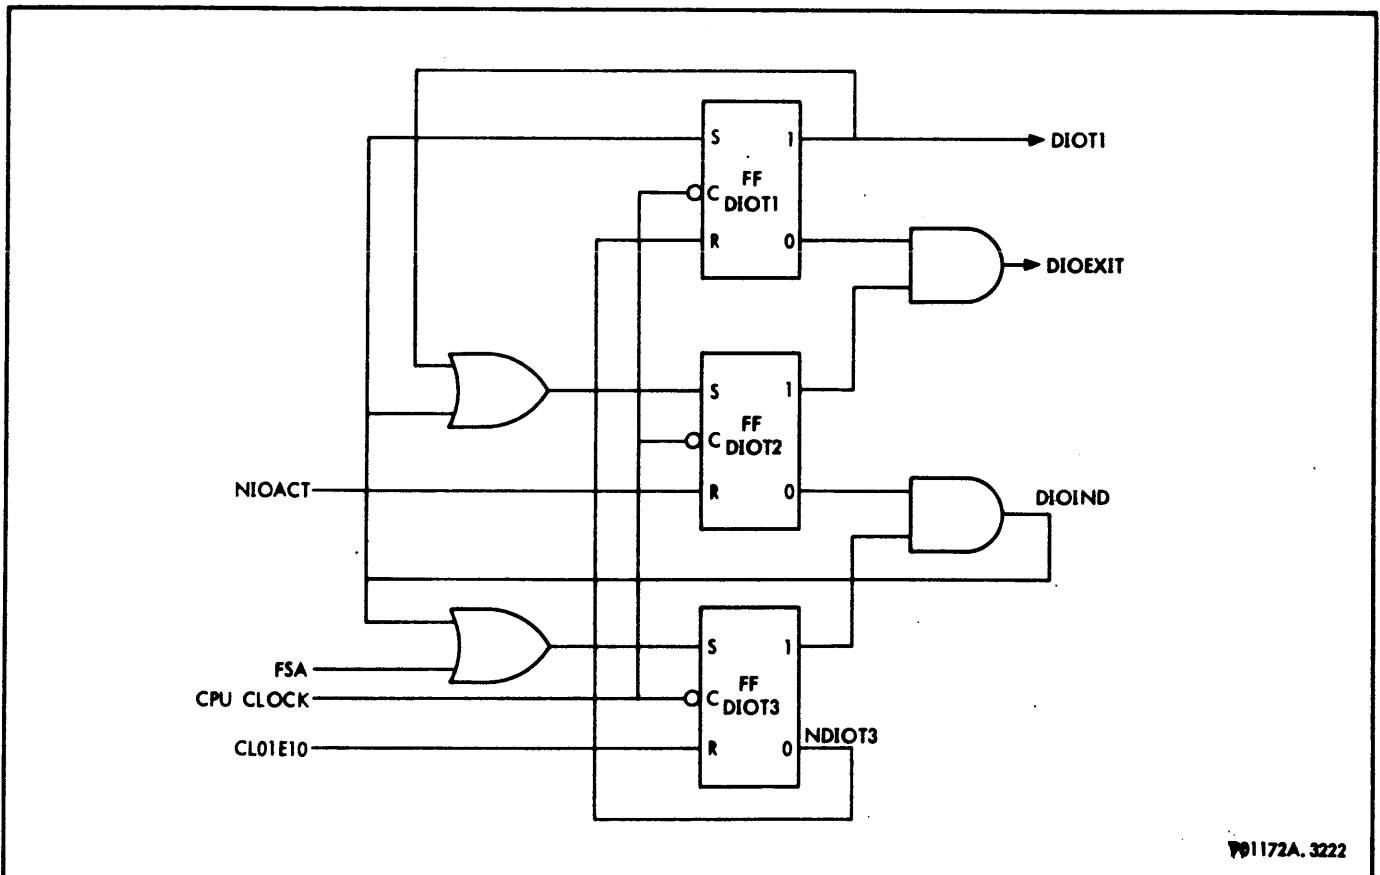 S 1
DIOT1
FF
C DIOT1
R 0
DIOEXIT
S 1
FF
C DIOT2
NIOACT
R 0
DIOIND
S 1
FSA
FF
CPU CLOCK
C DIOT3
NDIOT3
CL01E10
R 0
901172A. 3222